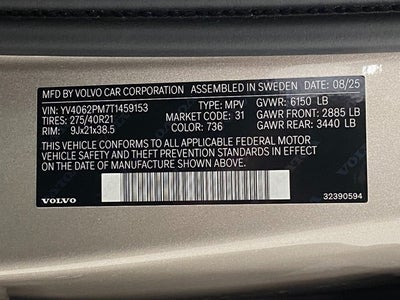 MFD BY VOLVO CAR CORPORATION ASSEMBLED IN SWEDEN DATE: 08/25
VIN: YV4062PM7T1459153 TYPE: MPV GVWR: 6150 LB
TIRES: 275/40R21 MARKET CODE: 31 GAWR FRONT: 2885 LB
RIM: 9Jx21x38.5 COLOR: 736 GAWR REAR: 3440 LB
THIS VEHICLE CONFORMS TO ALL APPLICABLE FEDERAL MOTOR
VEHICLE SAFETY AND THEFT PREVENTION STANDARDS IN EFFECT ON
THE DATE OF MANUFACTURE SHOWN ABOVE.
VOLVO 32390594